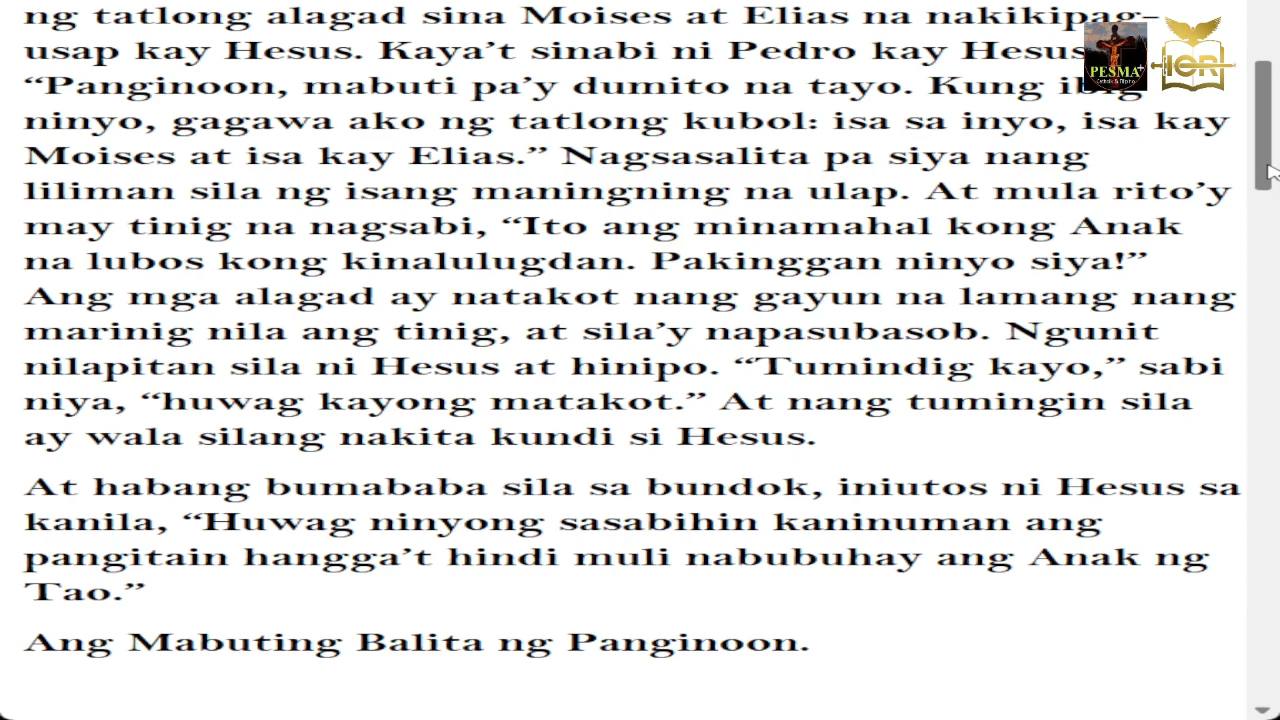 ng tatlong alagad sina Moises at Elias na nakikipag-
usap kay Hesus. Kaya’t sinabi ni Pedro kay Hesus
“Panginoon, mabuti pa’y dumito na tayo. Kung ibig
ninyo, gagawa ako ng tatlong kubol: isa sa inyo, isa kay
Moises at isa kay Elias.” Nagsasalita pa siya nang
liliman sila ng isang maningning na ulap. At mula rito’y
may tinig na nagsabi, “Ito ang minamahal kong Anak
na lubos kong kinalulugdan. Pakinggan ninyo siya!”
Ang mga alagad ay natakot nang gayun na lamang nang
marinig nila ang tinig, at sila’y napasubasob. Ngunit
nilapitan sila ni Hesus at hinipo. “Tumindig kayo,” sabi
niya, “huwag kayong matakot.” At nang tumingin sila
ay wala silang nakita kundi si Hesus.
At habang bumababa sila sa bundok, iniutos ni Hesus sa
kanila, “Huwag ninyong sasabihin kaninuman ang
pangitain hangga’t hindi muli nabubuhay ang Anak ng
Tao.”
Ang Mabuting Balita ng Panginoon.
PESMA
ICR